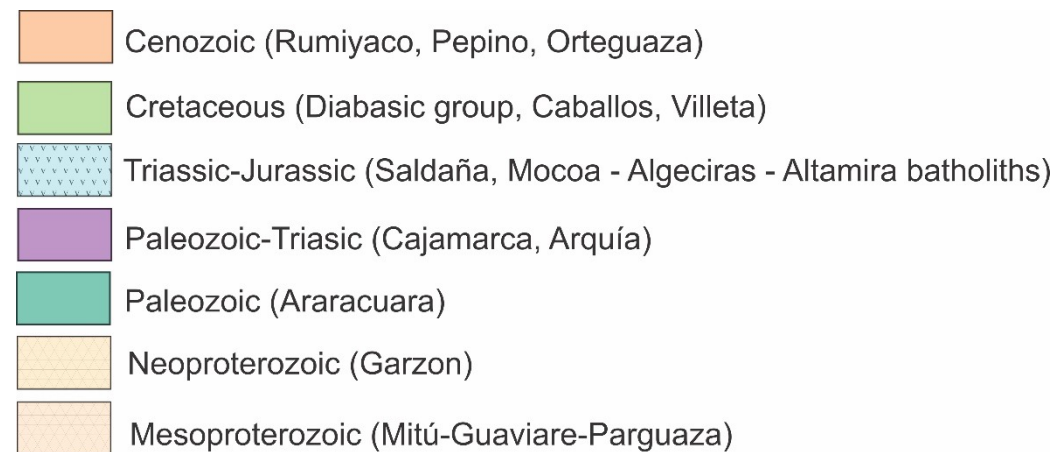 Cenozoic (Rumiyaco, Pepino, Orteguaza)
Cretaceous (Diabasic group, Caballos, Villeta)
Triassic-Jurassic (Saldaña, Mocoa - Algeciras - Altamira batholiths)
Paleozoic-Triasic (Cajamarca, Arquía)
Paleozoic (Araracuara)
Neoproterozoic (Garzon)
Mesoproterozoic (Mitú-Guaviare-Parguaza)